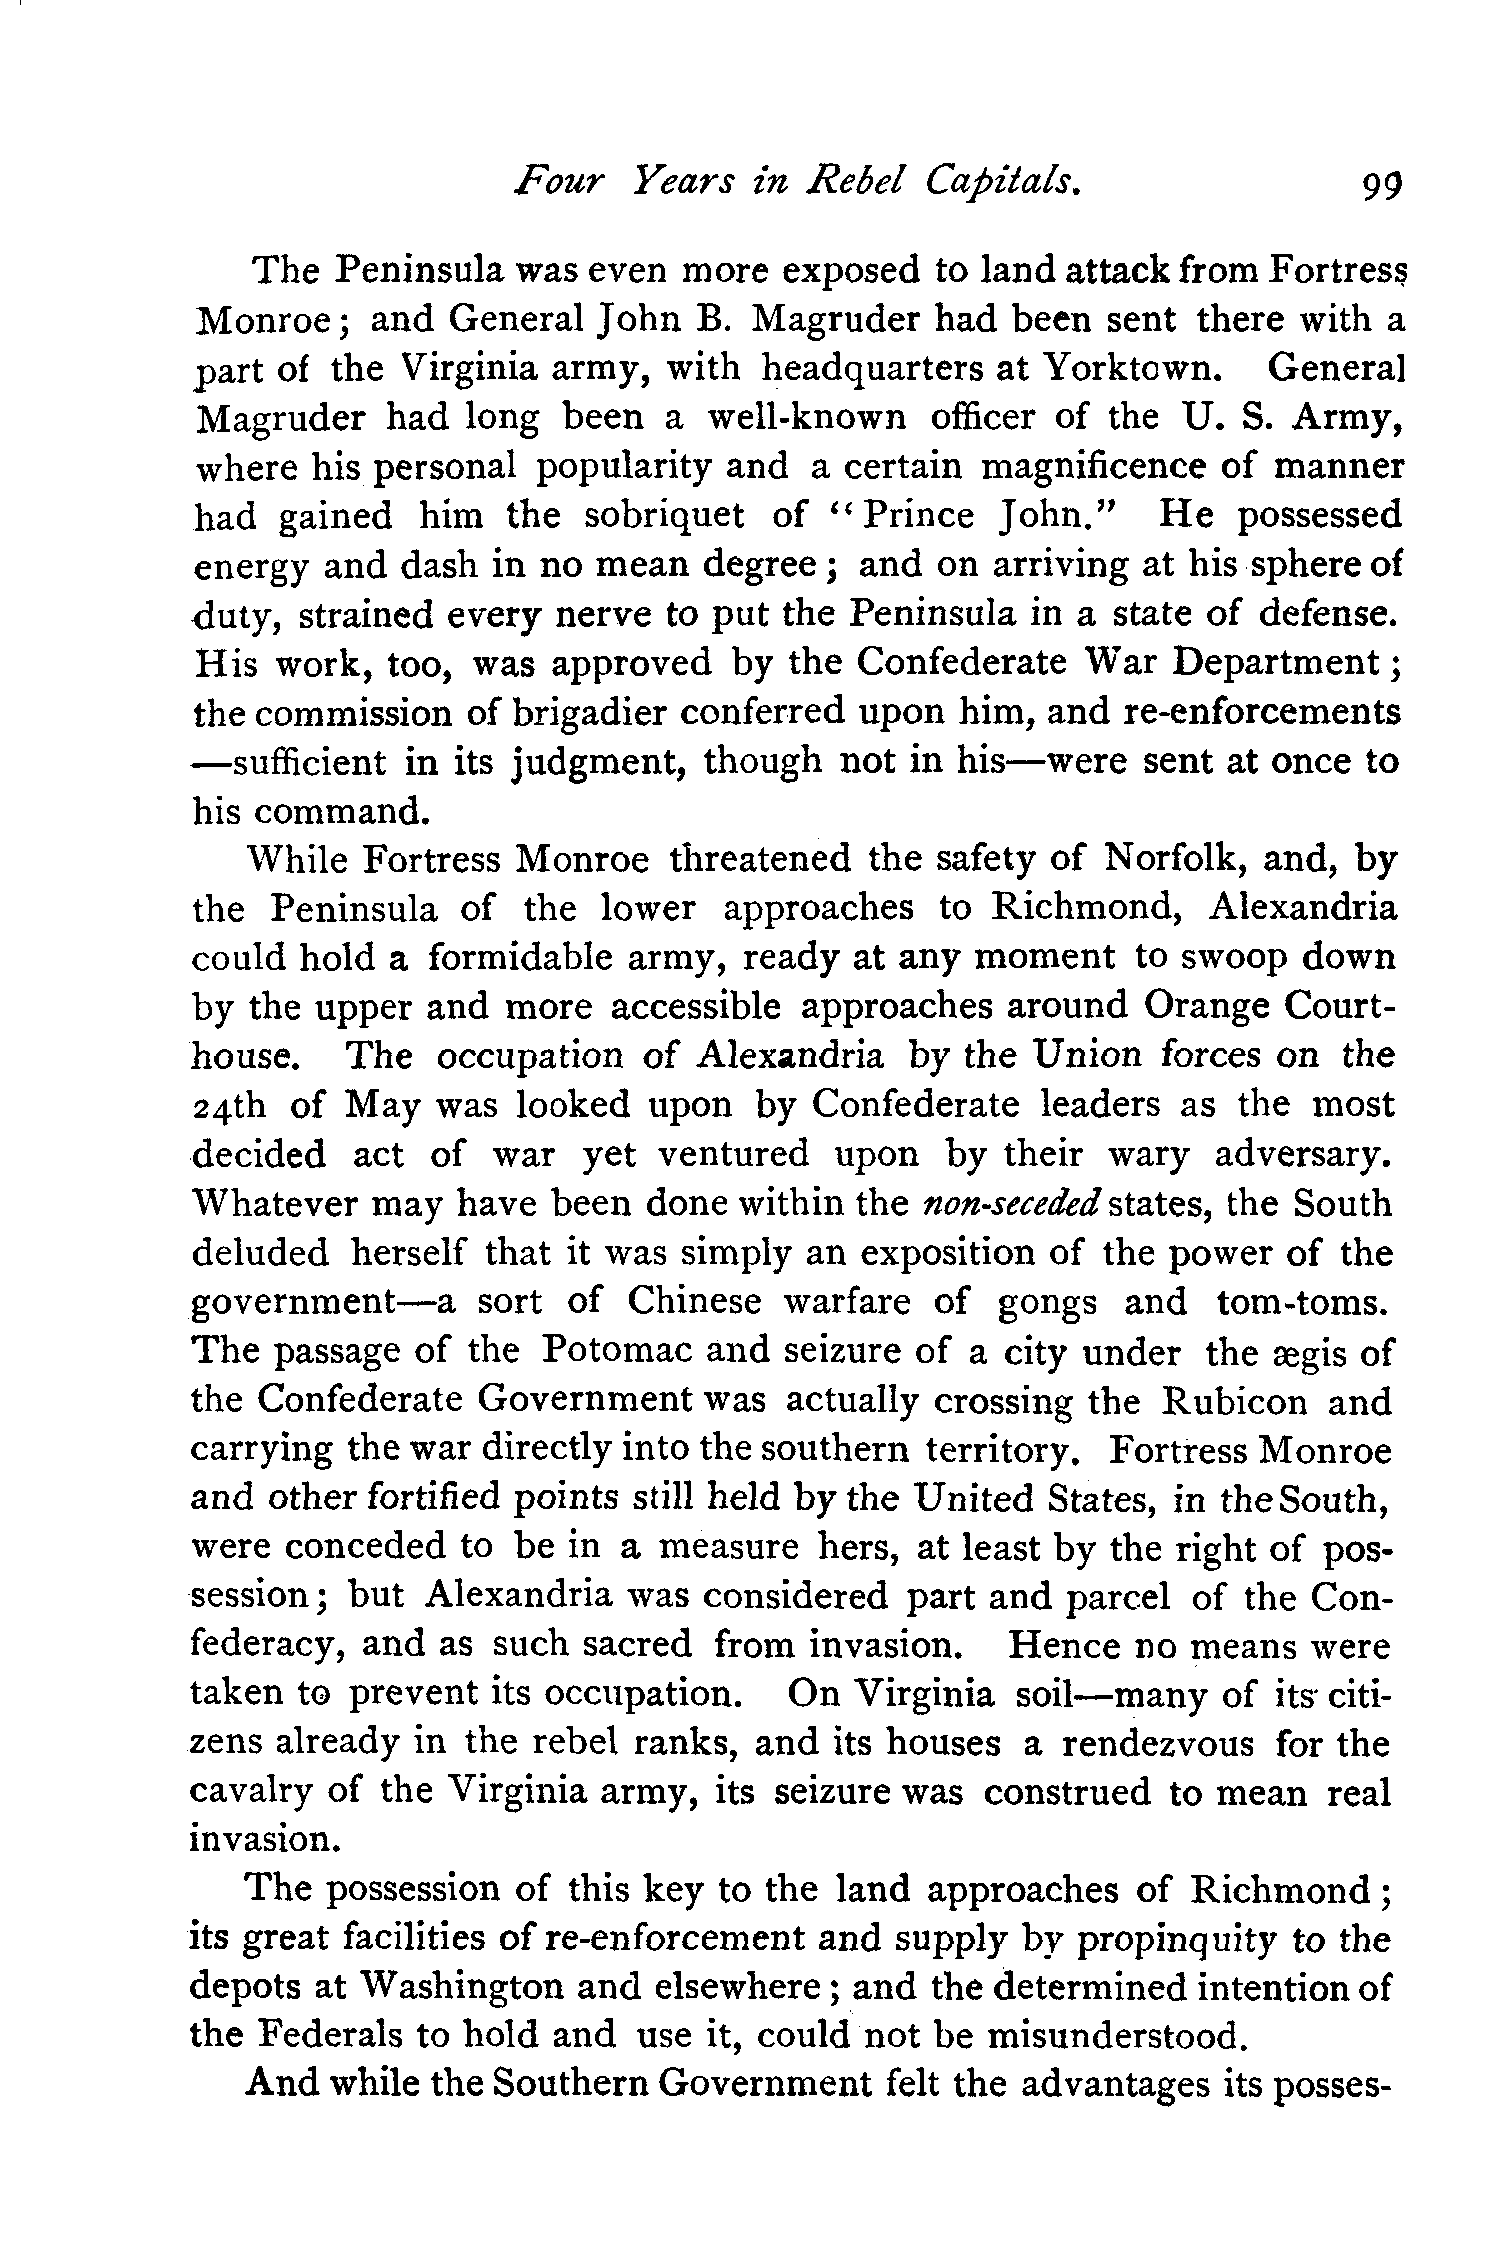 Four Years in Rebel Capitals. 99
The Peninsula was even more exposed to land attack from Fortress
Monroe; and General John B. Magruder had been sent there with a
part of the Virginia army, with headquarters at Yorktown. General
Magruder had long been a well-known officer of the U. S. Army,
where his personal popularity and a certain magnificence of manner
had gained him the sobriquet of “Prince John.” He possessed
energy and dash in no mean degree; and on arriving at his sphere of
duty, strained every nerve to put the Peninsula in a state of defense.
His work, too, was approved by the Confederate War Department;
the commission of brigadier conferred upon him, and re-enforcements
—sufficient in its judgment, though not in his—were sent at once to
his command.
While Fortress Monroe threatened the safety of Norfolk, and, by
the Peninsula of the lower approaches to Richmond, Alexandria
could hold a formidable army, ready at any moment to swoop down
by the upper and more accessible approaches around Orange Court-
house. The occupation of Alexandria by the Union forces on the
24th of May was looked upon by Confederate leaders as the most
decided act of war yet ventured upon by their wary adversary.
Whatever may have been done within the non-seceded states, the South
deluded herself that it was simply an exposition of the power of the
government—a sort of Chinese warfare of gongs and tom-toms.
The passage of the Potomac and seizure of a city under the ægis of
the Confederate Government was actually crossing the Rubicon and
carrying the war directly into the southern territory. Fortress Monroe
and other fortified points still held by the United States, in the South,
were conceded to be in a measure hers, at least by the right of pos-
session; but Alexandria was considered part and parcel of the Con-
federacy, and as such sacred from invasion. Hence no means were
taken to prevent its occupation. On Virginia soil—many of its citi-
zens already in the rebel ranks, and its houses a rendezvous for the
cavalry of the Virginia army, its seizure was construed to mean real
invasion.
The possession of this key to the land approaches of Richmond;
its great facilities of re-enforcement and supply by propinquity to the
depots at Washington and elsewhere; and the determined intention of
the Federals to hold and use it, could not be misunderstood.
And while the Southern Government felt the advantages its posses-